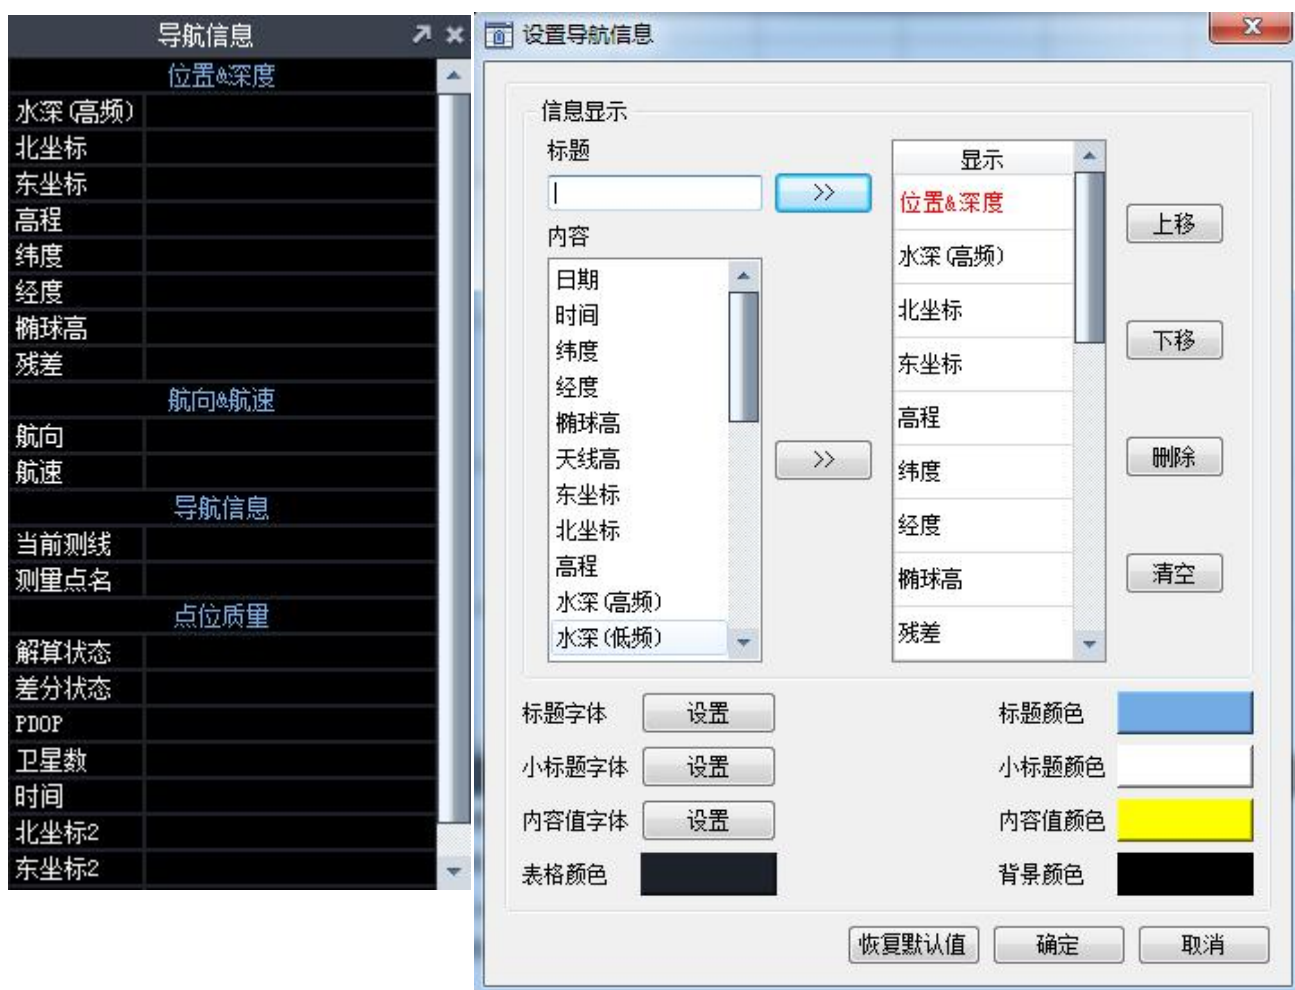 导航信息
位置&深度
水深(高频)
北坐标
东坐标
高程
纬度
经度
椭球高
残差
航向&航速
航向
航速
导航信息
当前测线
测量点名
点位质量
解算状态
差分状态
PDOP
卫星数
时间
北坐标2
东坐标2
设置导航信息
信息显示
标题
>>
内容
日期
时间
纬度
经度
椭球高
天线高
东坐标
北坐标
高程
水深(高频)
水深(低频)
>>
显示
位置&深度
水深(高频)
北坐标
东坐标
高程
纬度
经度
椭球高
残差
上移
下移
删除
清空
标题字体 设置 标题颜色
小标题字体 设置 小标题颜色
内容值字体 设置 内容值颜色
表格颜色 背景颜色
恢复默认值 确定 取消